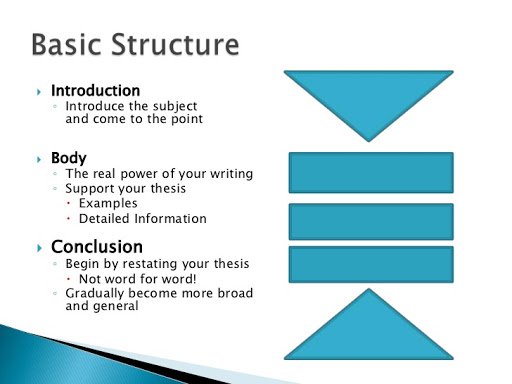 Basic Structure
Introduction
Introduce the subject
and come to the point
Body
The real power of your writing
Support your thesis
Examples
Detailed Information
Conclusion
Begin by restating your thesis
Not word for word!
Gradually become more broad
and general